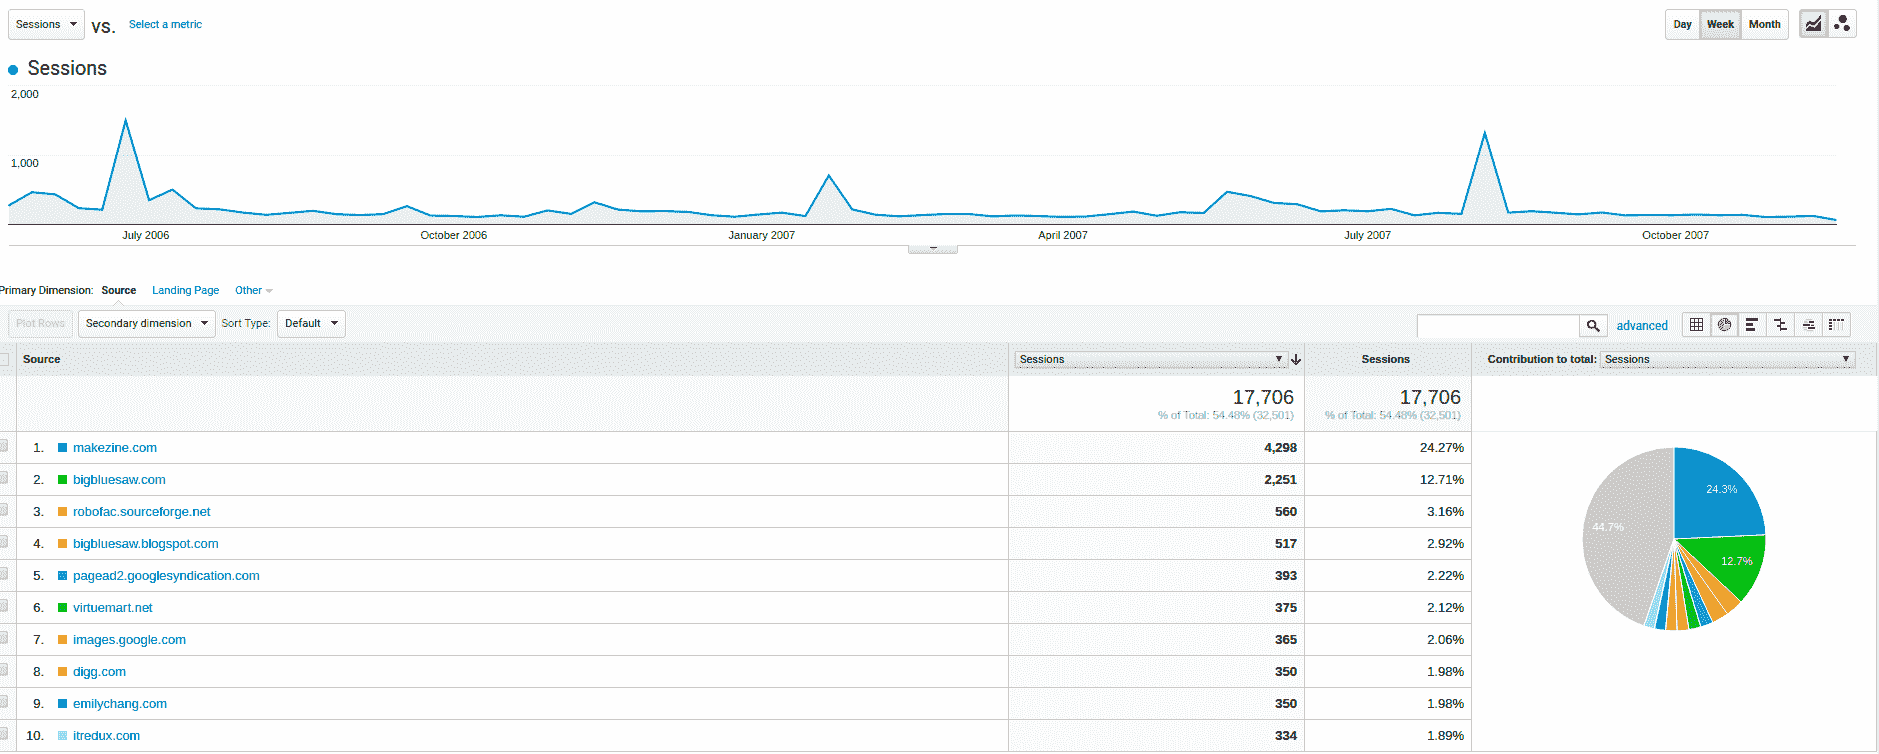 Sessions VS. Select a metric Day Week Month
Sessions
2,000
1,000
July 2006 October 2006 January 2007 April 2007 July 2007 October 2007
Primary Dimension: Source Landing Page Other
Plot Rows Secondary dimension Sort Type: Default advanced
Source Sessions Sessions Contribution to total: Sessions
17,706 17,706
% of Total: 54.48% (32,501) % of Total: 54.48% (32,501)
1. makezine.com 4,298 24.27%
2. bigbluesaw.com 2,251 12.71%
3. robofac.sourceforge.net 560 3.16%
4. bigbluesaw.blogspot.com 517 2.92%
5. pagead2.googlesyndication.com 393 2.22%
6. virtuemart.net 375 2.12%
7. images.google.com 365 2.06%
8. digg.com 350 1.98%
9. emilychang.com 350 1.98%
10. itredux.com 334 1.89%
24.3%
44.7%
12.7%